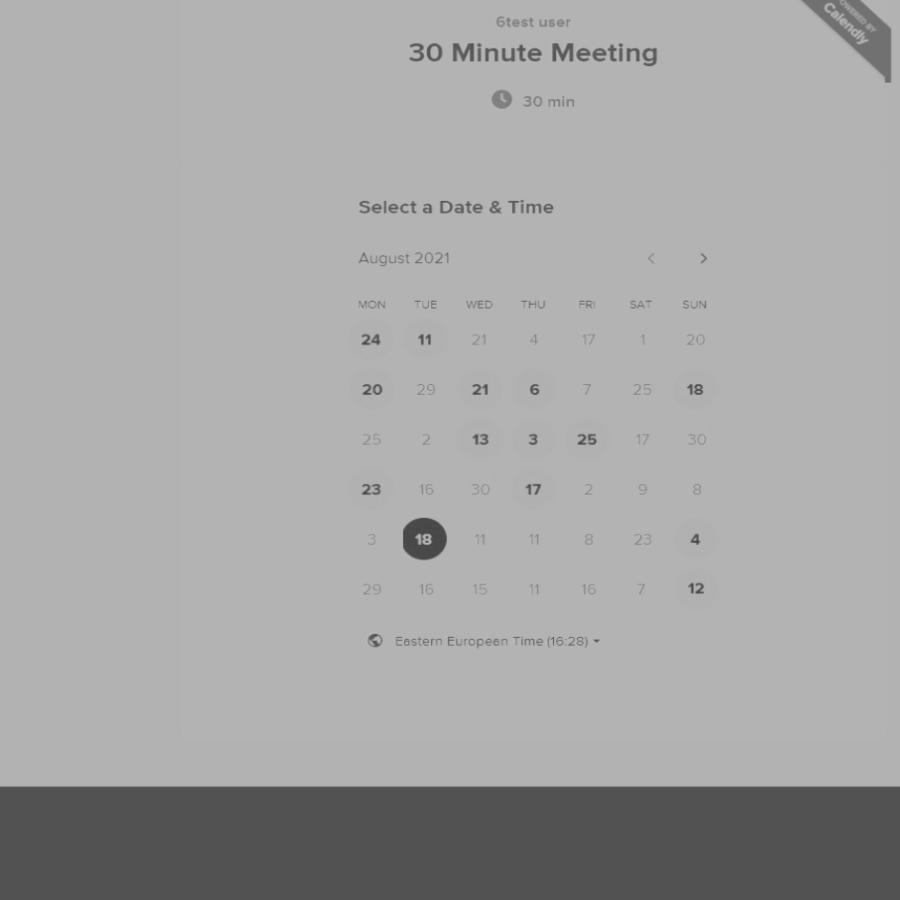 6test user
30 Minute Meeting
30 min
POWERED BY
Calendly
Select a Date & Time
August 2021
MON TUE WED THU FRI SAT SUN
24 11 21 4 17 1 20
20 29 21 6 7 25 18
25 2 13 3 25 17 30
23 16 30 17 2 9 8
3 18 11 11 8 23 4
29 16 15 11 16 7 12
Eastern European Time (16:28)